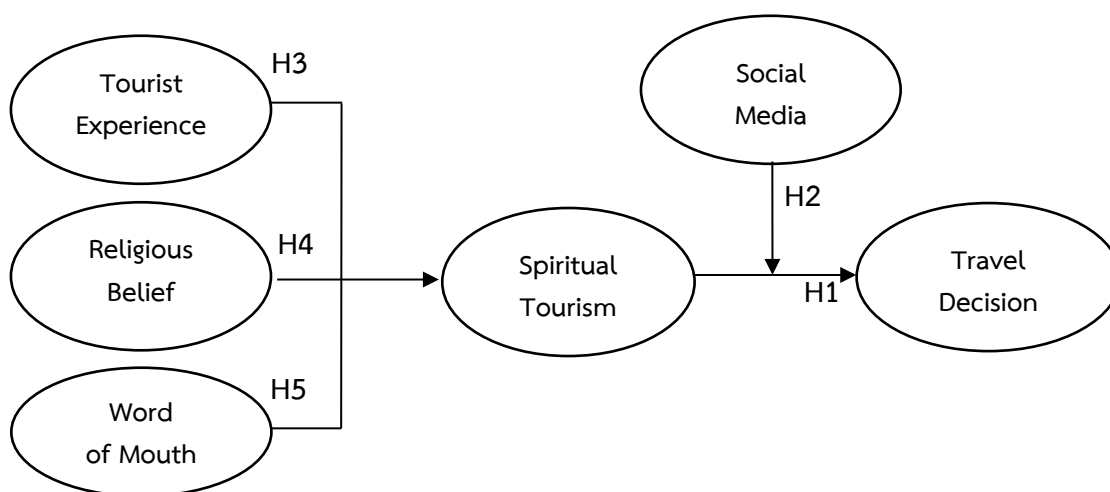 H3
Tourist
Experience
Social
Media
H2
H4
Religious
Belief
Spiritual
Tourism
H1
Travel
Decision
H5
Word
of Mouth